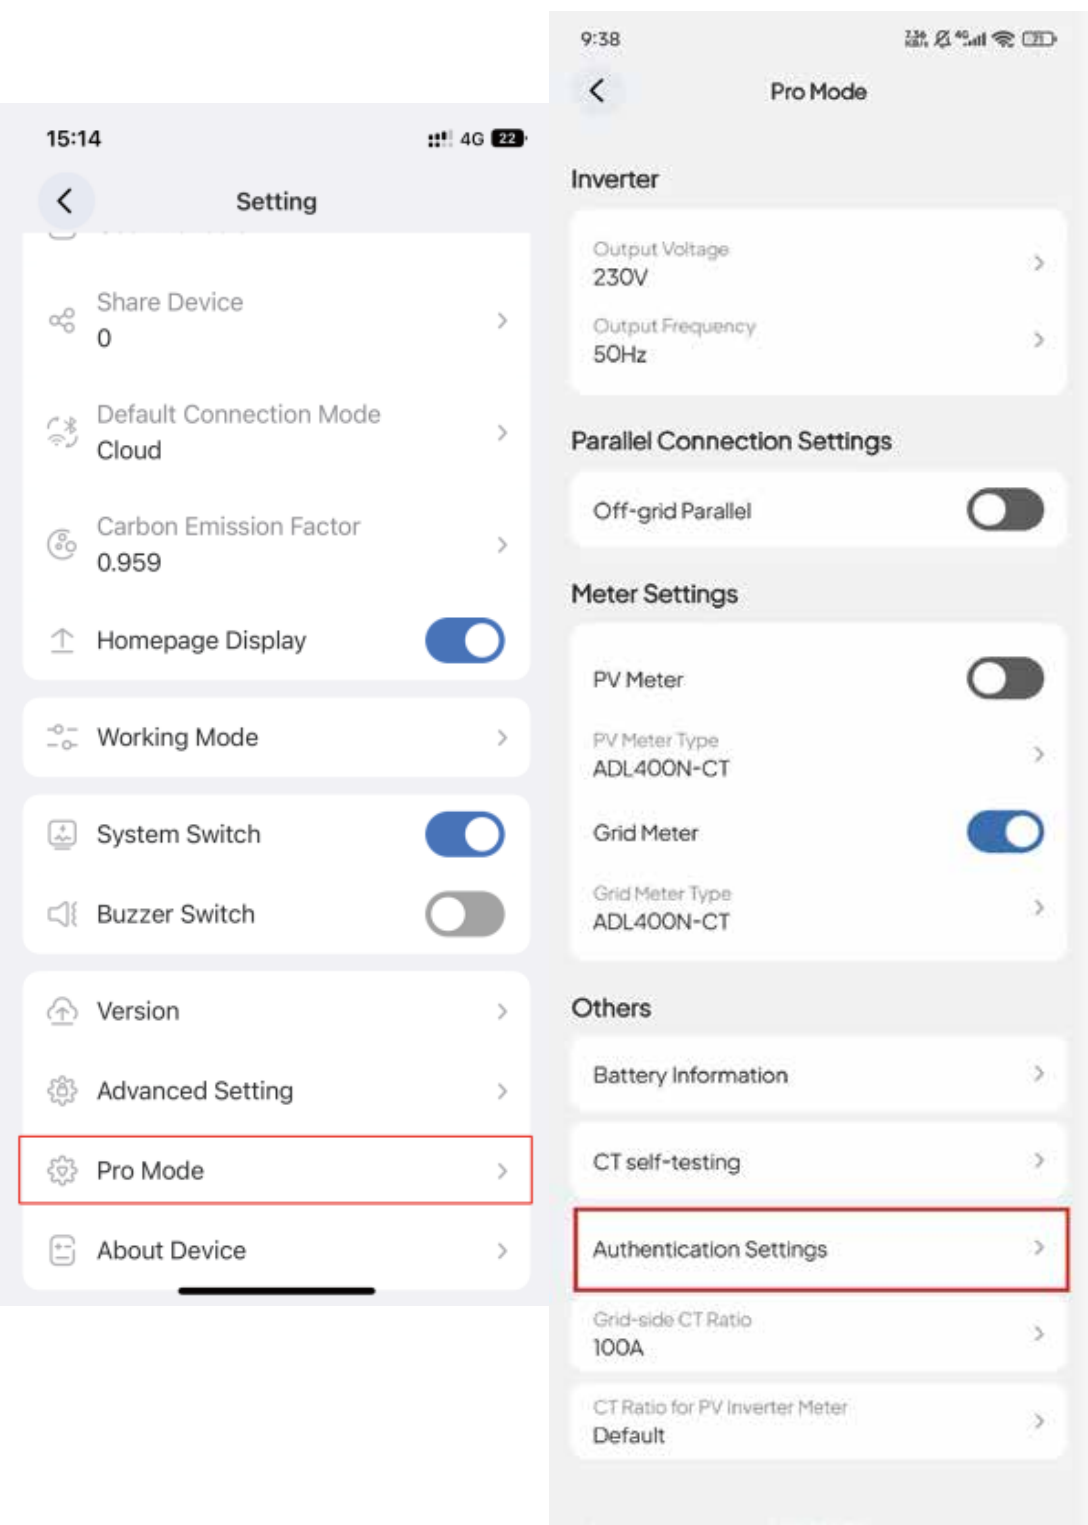 15:14
4G 22
Setting
Share Device
0
Default Connection Mode
Cloud
Carbon Emission Factor
0.959
Homepage Display
Working Mode
System Switch
Buzzer Switch
Version
Advanced Setting
Pro Mode
About Device
9:38
4G
Pro Mode
Inverter
Output Voltage
230V
Output Frequency
50Hz
Parallel Connection Settings
Off-grid Parallel
Meter Settings
PV Meter
PV Meter Type
ADL400N-CT
Grid Meter
Grid Meter Type
ADL400N-CT
Others
Battery Information
CT self-testing
Authentication Settings
Grid-side CT Ratio
100A
CT Ratio for PV Inverter Meter
Default